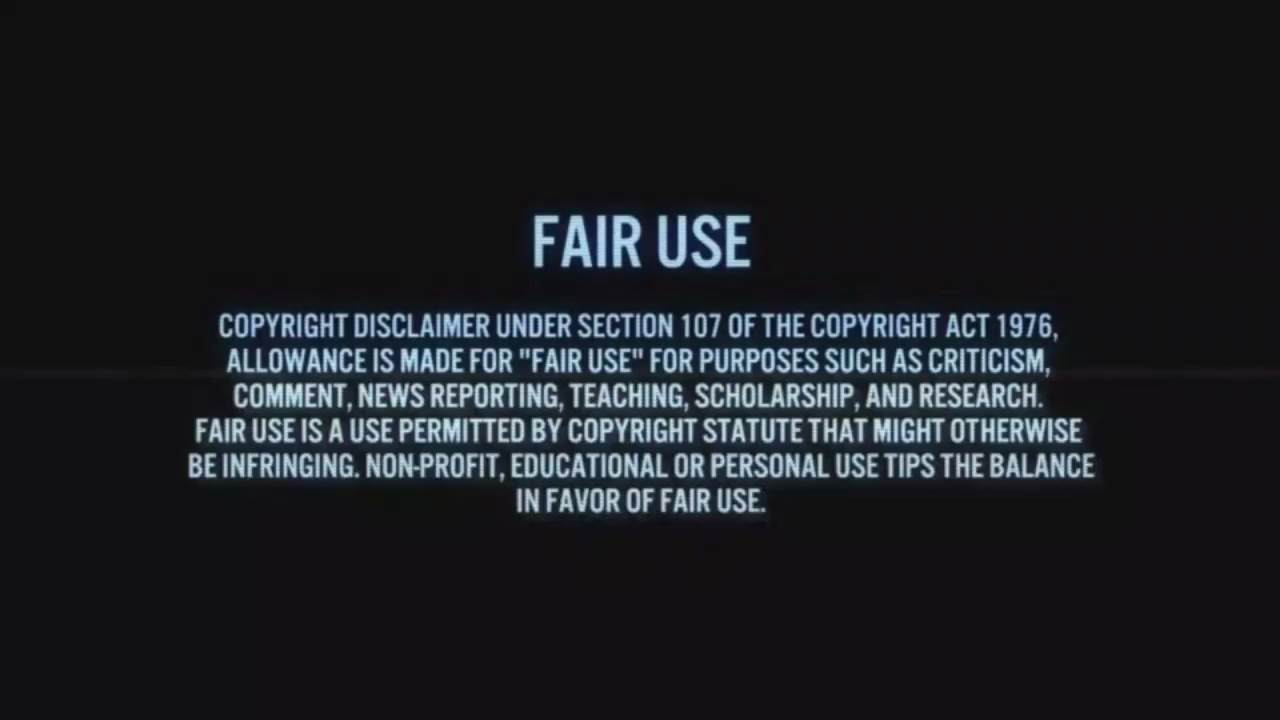 FAIR USE
COPYRIGHT DISCLAIMER UNDER SECTION 107 OF THE COPYRIGHT ACT 1976,
ALLOWANCE IS MADE FOR "FAIR USE" FOR PURPOSES SUCH AS CRITICISM,
COMMENT, NEWS REPORTING, TEACHING, SCHOLARSHIP, AND RESEARCH.
FAIR USE IS A USE PERMITTED BY COPYRIGHT STATUTE THAT MIGHT OTHERWISE
BE INFRINGING. NON-PROFIT, EDUCATIONAL OR PERSONAL USE TIPS THE BALANCE
IN FAVOR OF FAIR USE.